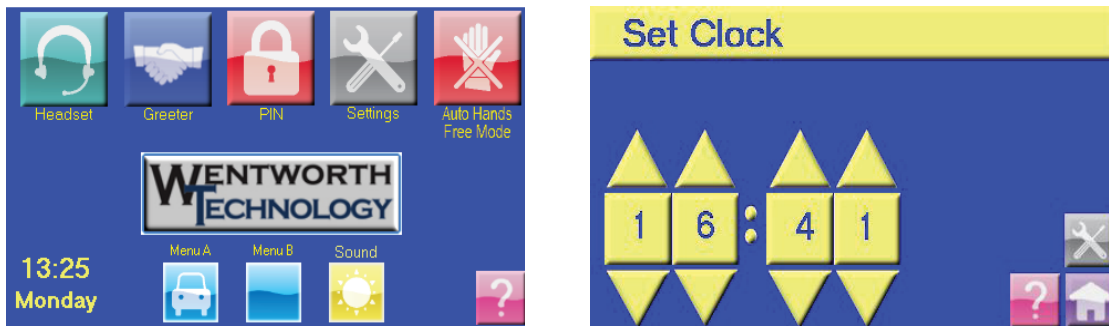 Headset
Greeter
PIN
Settings
Auto Hands
Free Mode
WENTWORTH
TECHNOLOGY
Menu A
Menu B
Sound
13:25
Monday
?
Set Clock
1 6 : 4 1
?